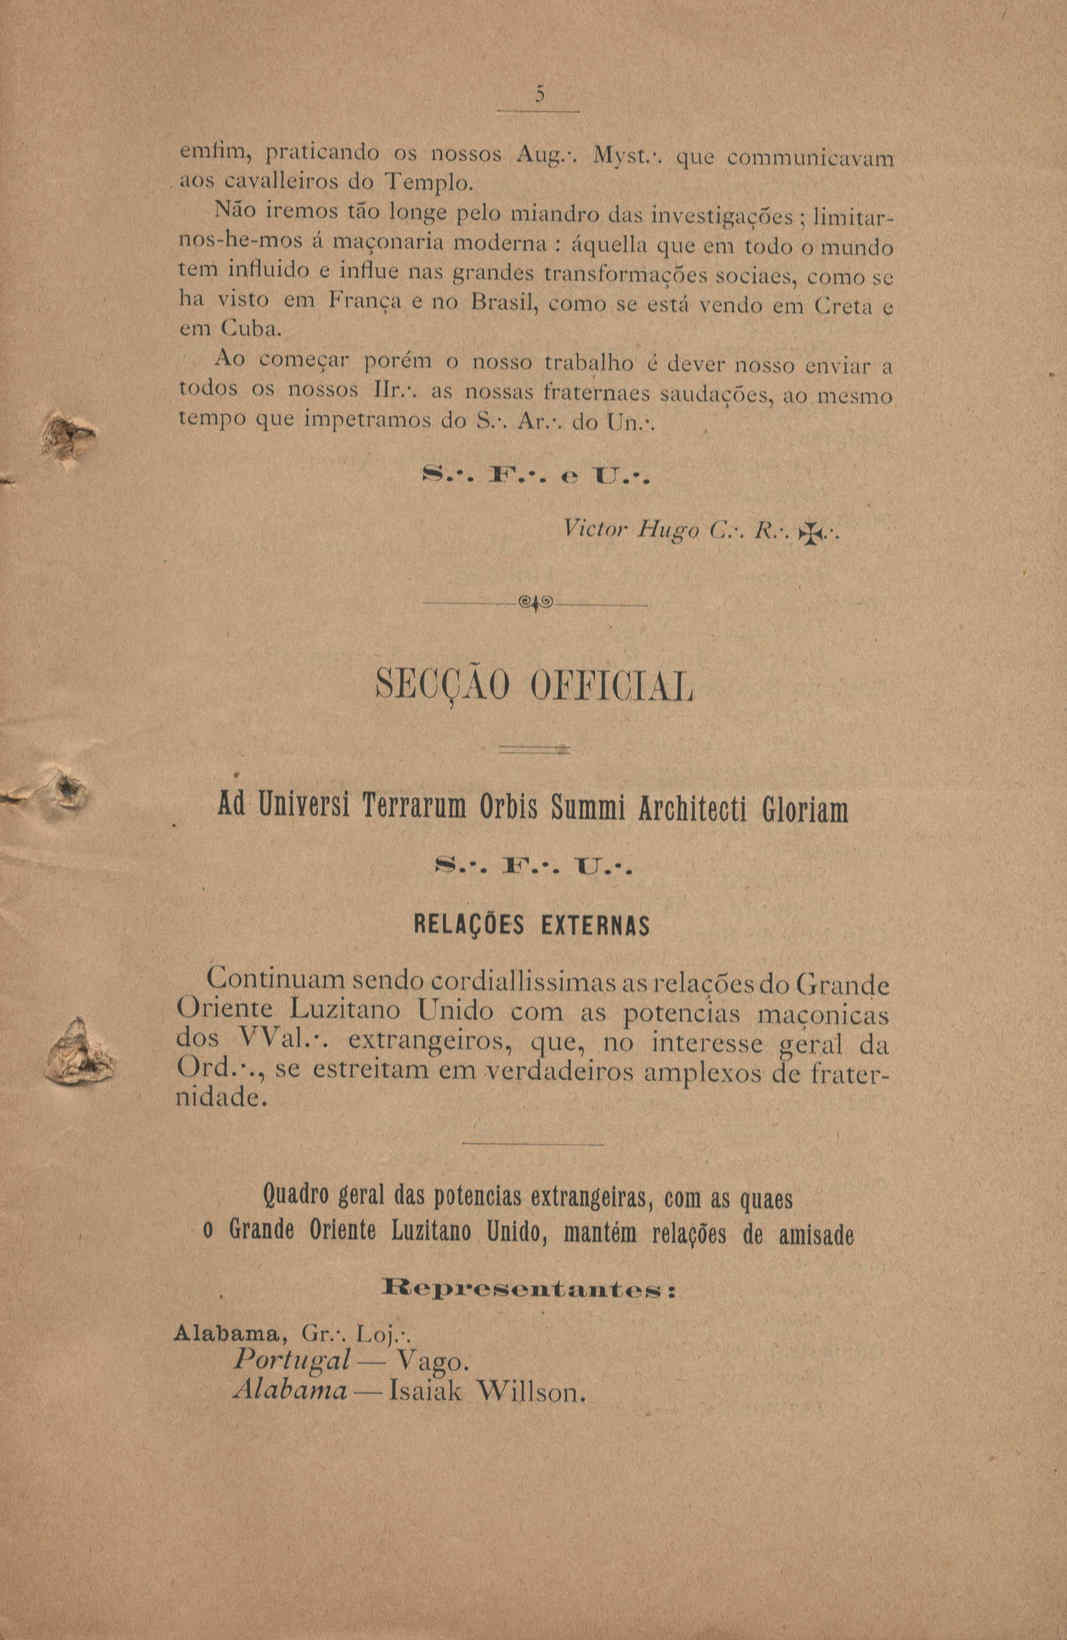 5
emfim, praticando os nossos Aug.·. Myst.·. que communicavam
aos cavalleiros do Templo.
Não iremos tão longe pelo miandro das investigações ; limitar-
nos-he-mos á maçonaria moderna : áquella que em todo o mundo
tem influido e influe nas grandes transformações sociaes, como se
ha visto em França e no Brasil, como se está vendo em Creta e
em Cuba.
Ao começar porém o nosso trabalho é dever nosso enviar a
todos os nossos IIr.·. as nossas fraternaes saudações, ao mesmo
tempo que impetramos do S.·. Ar.·. do Un.·.
S.·. F.·. e U.·.
Victor Hugo C.·. R.·. ✠.·.
SECÇÃO OFFICIAL
Ad Universi Terrarum Orbis Summi Architecti Gloriam
S.·. F.·. U.·.
RELAÇÕES EXTERNAS
Continuam sendo cordiallissimas as relações do Grande
Oriente Luzitano Unido com as potencias maçonicas
dos VVal.·. extrangeiros, que, no interesse geral da
Ord.·., se estreitam em verdadeiros amplexos de frater-
nidade.
Quadro geral das potencias extrangeiras, com as quaes
o Grande Oriente Luzitano Unido, mantém relações de amisade
Representantes:
Alabama, Gr.·. Loj.·.
Portugal — Vago.
Alabama — Isaiak Willson.